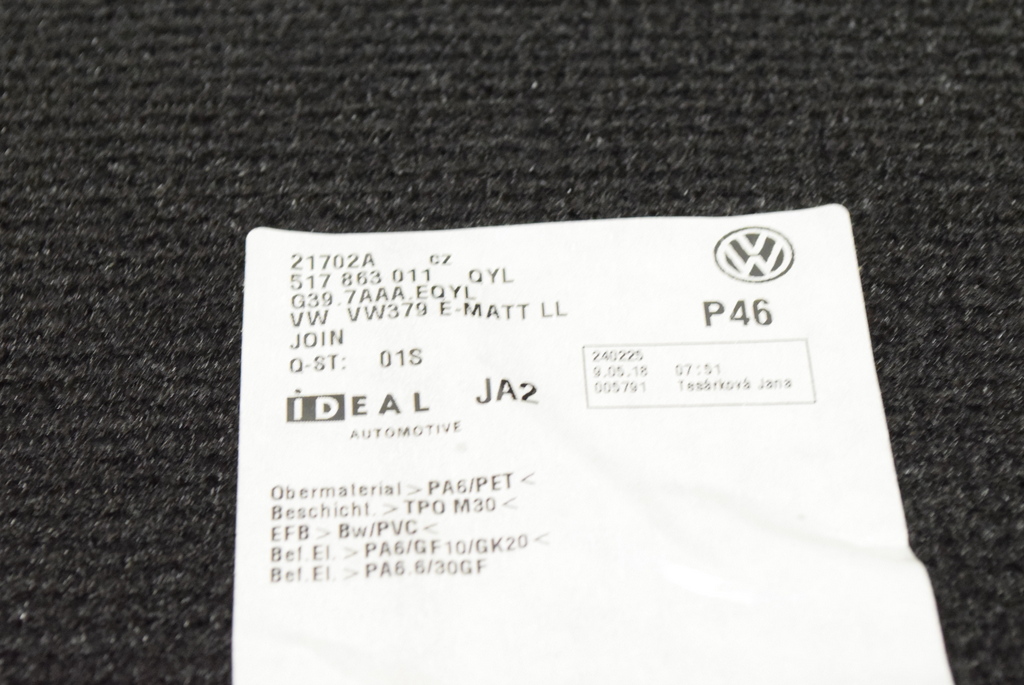 21702A CZ
517 863 011 QYL
G39.7AAA.EQYL
VW VW379 E-MATT LL
JOIN
Q-ST: 01S
P46
240225
9.05.18 07:51
005791 Tesárková Jana
IDEAL JA2
AUTOMOTIVE
Obermaterial > PA6/PET <
Beschicht. > TPO M30 <
EFB > Bw/PVC <
Bef.El. > PA6/GF10/GK20 <
Bef.El. > PA6.6/30GF